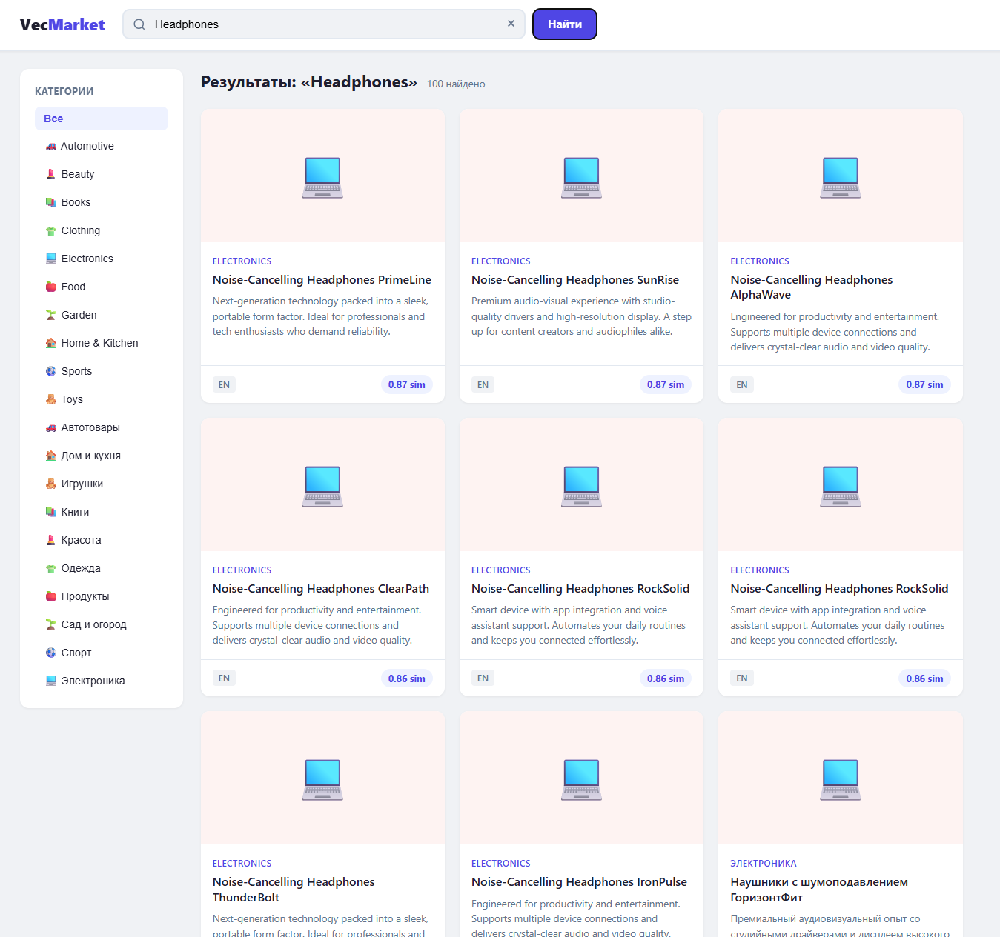 VecMarket
Headphones
Найти
КАТЕГОРИИ
Все
Automotive
Beauty
Books
Clothing
Electronics
Food
Garden
Home & Kitchen
Sports
Toys
Автотовары
Дом и кухня
Игрушки
Книги
Красота
Одежда
Продукты
Сад и огород
Спорт
Электроника
Результаты: «Headphones» 100 найдено
ELECTRONICS
Noise-Cancelling Headphones PrimeLine
Next-generation technology packed into a sleek,
portable form factor. Ideal for professionals and
tech enthusiasts who demand reliability.
EN
0.87 sim
ELECTRONICS
Noise-Cancelling Headphones SunRise
Premium audio-visual experience with studio-
quality drivers and high-resolution display. A step
up for content creators and audiophiles alike.
EN
0.87 sim
ELECTRONICS
Noise-Cancelling Headphones
AlphaWave
Engineered for productivity and entertainment.
Supports multiple device connections and
delivers crystal-clear audio and video quality.
EN
0.87 sim
ELECTRONICS
Noise-Cancelling Headphones ClearPath
Engineered for productivity and entertainment.
Supports multiple device connections and
delivers crystal-clear audio and video quality.
EN
0.86 sim
ELECTRONICS
Noise-Cancelling Headphones RockSolid
Smart device with app integration and voice
assistant support. Automates your daily routines
and keeps you connected effortlessly.
EN
0.86 sim
ELECTRONICS
Noise-Cancelling Headphones RockSolid
Smart device with app integration and voice
assistant support. Automates your daily routines
and keeps you connected effortlessly.
EN
0.86 sim
ELECTRONICS
Noise-Cancelling Headphones
ThunderBolt
Next-generation technology packed into a sleek,
portable form factor. Ideal for professionals and
ELECTRONICS
Noise-Cancelling Headphones IronPulse
Engineered for productivity and entertainment.
Supports multiple device connections and
delivers crystal-clear audio and video quality.
ЭЛЕКТРОНИКА
Наушники с шумоподавлением
ГоризонтФит
Премиальный аудиовизуальный опыт со
студийными драйверами и дисплеем высокого